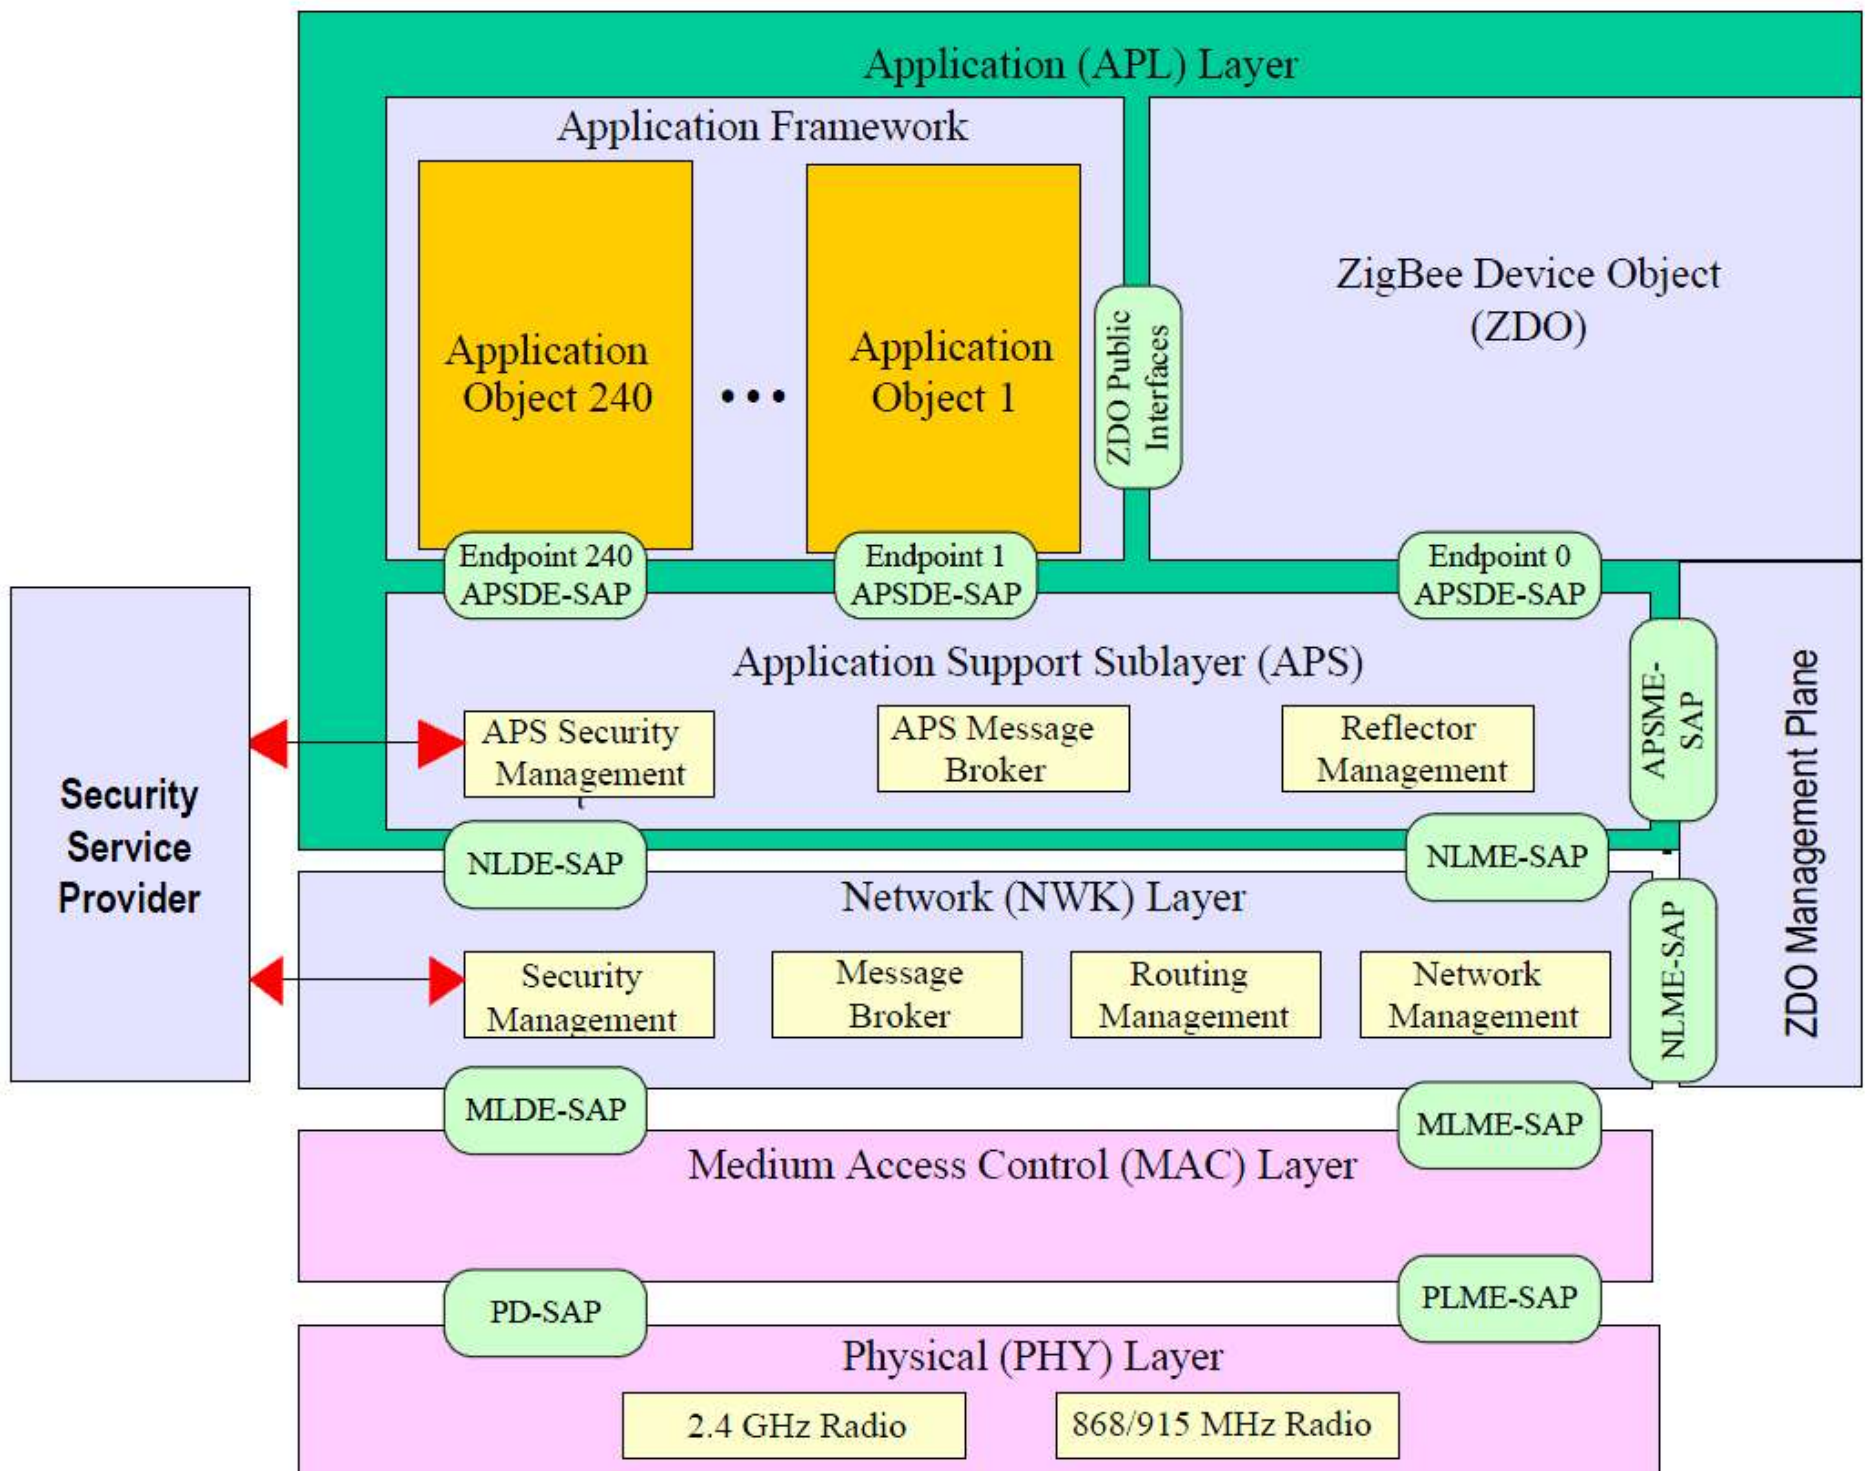 Application (APL) Layer
Application Framework
Application
Object 240
•••
Application
Object 1
ZDO Public
Interfaces
ZigBee Device Object
(ZDO)
Endpoint 240
APSDE-SAP
Endpoint 1
APSDE-SAP
Endpoint 0
APSDE-SAP
Application Support Sublayer (APS)
APS Security
Management
APS Message
Broker
Reflector
Management
APSME-
SAP
ZDO Management Plane
Security
Service
Provider
NLDE-SAP
NLME-SAP
Network (NWK) Layer
Security
Management
Message
Broker
Routing
Management
Network
Management
NLME-SAP
MLDE-SAP
MLME-SAP
Medium Access Control (MAC) Layer
PD-SAP
PLME-SAP
Physical (PHY) Layer
2.4 GHz Radio
868/915 MHz Radio